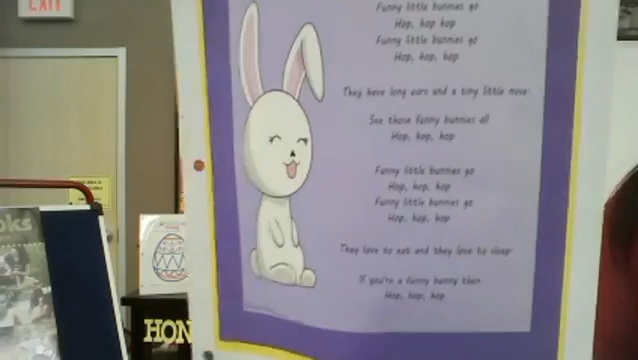 EXIT
Funny little bunnies go
Hop, hop hop
Funny little bunnies go
Hop, hop, hop
They have long ears and a tiny little nose
See those funny bunnies all
Hop, hop, hop
Funny little bunnies go
Hop, hop, hop
Funny little bunnies go
Hop, hop, hop
They love to eat and they love to sleep
If you're a funny bunny then
Hop, hop, hop
oks
HON